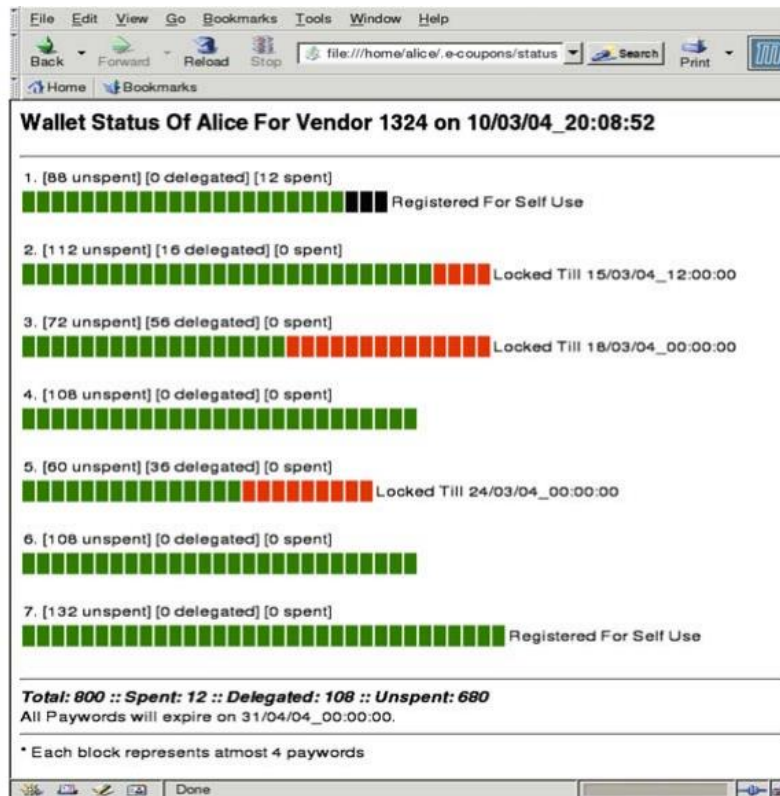 File Edit View Go Bookmarks Tools Window Help
Back Forward Reload Stop file:///home/alice/.e-coupons/status Search Print
Home Bookmarks
Wallet Status Of Alice For Vendor 1324 on 10/03/04_20:08:52
1. [88 unspent] [0 delegated] [12 spent]
Registered For Self Use
2. [112 unspent] [16 delegated] [0 spent]
Locked Till 15/03/04_12:00:00
3. [72 unspent] [56 delegated] [0 spent]
Locked Till 18/03/04_00:00:00
4. [108 unspent] [0 delegated] [0 spent]
5. [60 unspent] [36 delegated] [0 spent]
Locked Till 24/03/04_00:00:00
6. [108 unspent] [0 delegated] [0 spent]
7. [132 unspent] [0 delegated] [0 spent]
Registered For Self Use
Total: 800 :: Spent: 12 :: Delegated: 108 :: Unspent: 680
All Paywords will expire on 31/04/04_00:00:00.
* Each block represents atmost 4 paywords
Done